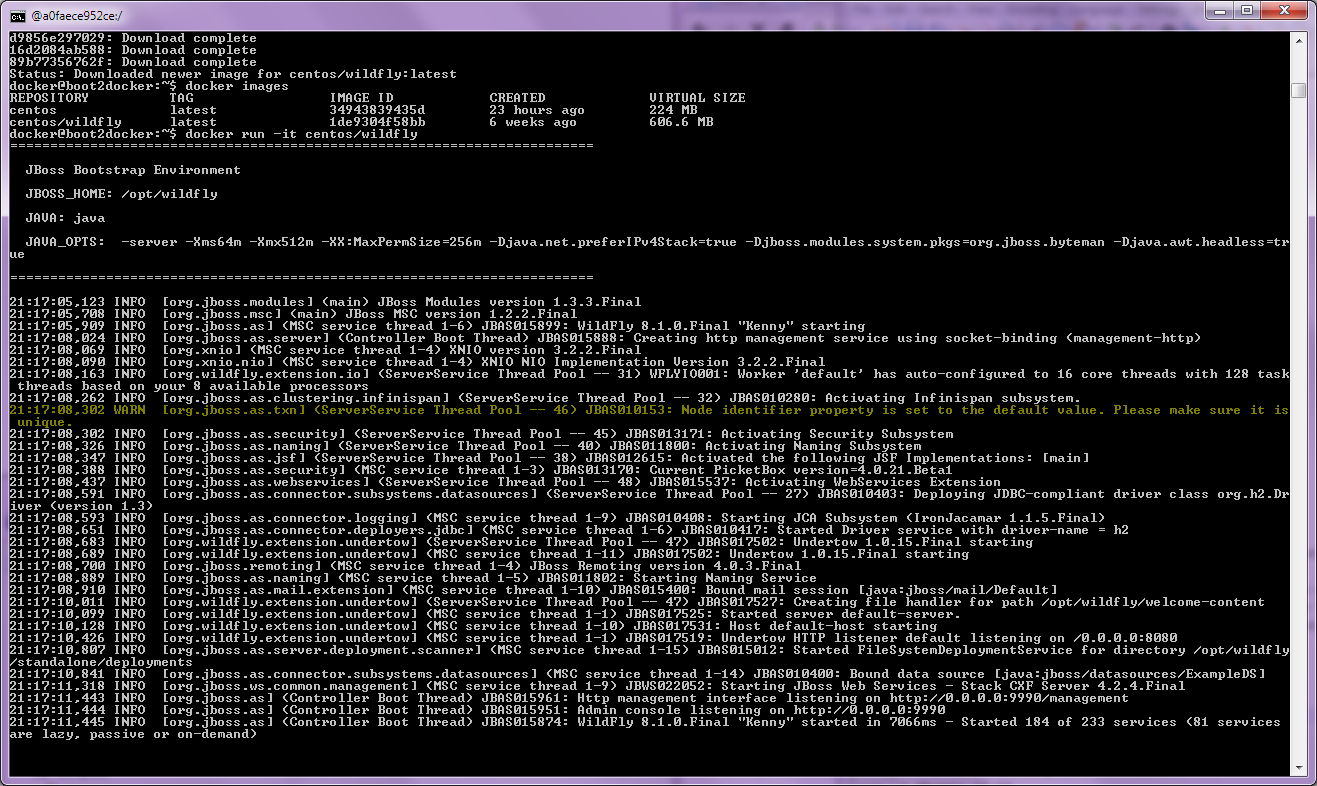 @a0faece952ce:/
d9856e297029: Download complete
16d2084ab588: Download complete
89b77356762f: Download complete
Status: Downloaded newer image for centos/wildfly:latest
docker@boot2docker:~$ docker images
REPOSITORY TAG IMAGE ID CREATED VIRTUAL SIZE
centos latest 34943839435d 23 hours ago 224 MB
centos/wildfly latest 1de9304f58bb 6 weeks ago 606.6 MB
docker@boot2docker:~$ docker run -it centos/wildfly
=========================================================================
JBoss Bootstrap Environment
JBOSS_HOME: /opt/wildfly
JAVA: java
JAVA_OPTS:  -server -Xms64m -Xmx512m -XX:MaxPermSize=256m -Djava.net.preferIPv4Stack=true -Djboss.modules.system.pkgs=org.jboss.byteman -Djava.awt.headless=tr
ue
=========================================================================
21:17:05,123 INFO  [org.jboss.modules] (main) JBoss Modules version 1.3.3.Final
21:17:05,708 INFO  [org.jboss.msc] (main) JBoss MSC version 1.2.2.Final
21:17:05,909 INFO  [org.jboss.as] (MSC service thread 1-6) JBAS015899: WildFly 8.1.0.Final "Kenny" starting
21:17:08,024 INFO  [org.jboss.as.server] (Controller Boot Thread) JBAS015888: Creating http management service using socket-binding (management-http)
21:17:08,069 INFO  [org.xnio] (MSC service thread 1-4) XNIO version 3.2.2.Final
21:17:08,090 INFO  [org.xnio.nio] (MSC service thread 1-4) XNIO NIO Implementation Version 3.2.2.Final
21:17:08,163 INFO  [org.wildfly.extension.io] (ServerService Thread Pool -- 31) WFLYIO001: Worker 'default' has auto-configured to 16 core threads with 128 task
threads based on your 8 available processors
21:17:08,262 INFO  [org.jboss.as.clustering.infinispan] (ServerService Thread Pool -- 32) JBAS010280: Activating Infinispan subsystem.
21:17:08,302 WARN  [org.jboss.as.txn] (ServerService Thread Pool -- 46) JBAS010153: Node identifier property is set to the default value. Please make sure it is
unique.
21:17:08,302 INFO  [org.jboss.as.security] (ServerService Thread Pool -- 45) JBAS013171: Activating Security Subsystem
21:17:08,326 INFO  [org.jboss.as.naming] (ServerService Thread Pool -- 40) JBAS011800: Activating Naming Subsystem
21:17:08,347 INFO  [org.jboss.as.jsf] (ServerService Thread Pool -- 38) JBAS012615: Activated the following JSF Implementations: [main]
21:17:08,388 INFO  [org.jboss.as.security] (MSC service thread 1-3) JBAS013170: Current PicketBox version=4.0.21.Beta1
21:17:08,437 INFO  [org.jboss.as.webservices] (ServerService Thread Pool -- 48) JBAS015537: Activating WebServices Extension
21:17:08,591 INFO  [org.jboss.as.connector.subsystems.datasources] (ServerService Thread Pool -- 27) JBAS010403: Deploying JDBC-compliant driver class org.h2.Dr
iver (version 1.3)
21:17:08,593 INFO  [org.jboss.as.connector.logging] (MSC service thread 1-9) JBAS010408: Starting JCA Subsystem (IronJacamar 1.1.5.Final)
21:17:08,651 INFO  [org.jboss.as.connector.deployers.jdbc] (MSC service thread 1-6) JBAS010417: Started Driver service with driver-name = h2
21:17:08,683 INFO  [org.wildfly.extension.undertow] (ServerService Thread Pool -- 47) JBAS017502: Undertow 1.0.15.Final starting
21:17:08,689 INFO  [org.wildfly.extension.undertow] (MSC service thread 1-11) JBAS017502: Undertow 1.0.15.Final starting
21:17:08,700 INFO  [org.jboss.remoting] (MSC service thread 1-4) JBoss Remoting version 4.0.3.Final
21:17:08,889 INFO  [org.jboss.as.naming] (MSC service thread 1-5) JBAS011802: Starting Naming Service
21:17:08,910 INFO  [org.jboss.as.mail.extension] (MSC service thread 1-10) JBAS015400: Bound mail session [java:jboss/mail/Default]
21:17:10,011 INFO  [org.wildfly.extension.undertow] (ServerService Thread Pool -- 47) JBAS017527: Creating file handler for path /opt/wildfly/welcome-content
21:17:10,099 INFO  [org.wildfly.extension.undertow] (MSC service thread 1-1) JBAS017525: Started server default-server.
21:17:10,128 INFO  [org.wildfly.extension.undertow] (MSC service thread 1-10) JBAS017531: Host default-host starting
21:17:10,426 INFO  [org.wildfly.extension.undertow] (MSC service thread 1-1) JBAS017519: Undertow HTTP listener default listening on /0.0.0.0:8080
21:17:10,807 INFO  [org.jboss.as.server.deployment.scanner] (MSC service thread 1-15) JBAS015012: Started FileSystemDeploymentService for directory /opt/wildfly
/standalone/deployments
21:17:10,841 INFO  [org.jboss.as.connector.subsystems.datasources] (MSC service thread 1-14) JBAS010400: Bound data source [java:jboss/datasources/ExampleDS]
21:17:11,318 INFO  [org.jboss.ws.common.management] (MSC service thread 1-9) JBWS022052: Starting JBoss Web Services - Stack CXF Server 4.2.4.Final
21:17:11,443 INFO  [org.jboss.as] (Controller Boot Thread) JBAS015961: Http management interface listening on http://0.0.0.0:9990/management
21:17:11,444 INFO  [org.jboss.as] (Controller Boot Thread) JBAS015951: Admin console listening on http://0.0.0.0:9990
21:17:11,445 INFO  [org.jboss.as] (Controller Boot Thread) JBAS015874: WildFly 8.1.0.Final "Kenny" started in 7066ms - Started 184 of 233 services (81 services
are lazy, passive or on-demand)